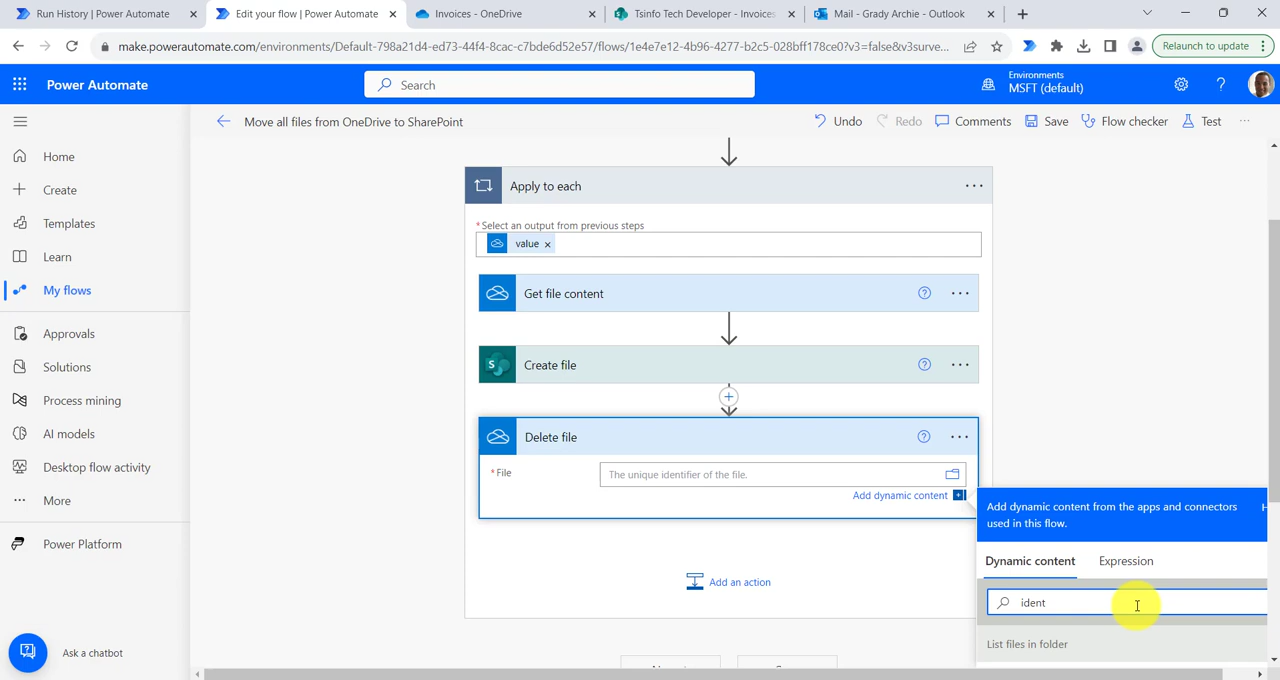 Run History | Power Automate
Edit your flow | Power Automate
Invoices - OneDrive
Tsinfo Tech Developer - Invoices
Mail - Grady Archie - Outlook
make.powerautomate.com/environments/Default-798a21d4-ed73-44f4-8cac-c7bde6d52e57/flows/1e4e7e12-4b96-4277-b2c5-028bff178ce0?v3=false&v3surve...
Relaunch to update
Power Automate
Search
Environments
MSFT (default)
Move all files from OneDrive to SharePoint
Undo
Redo
Comments
Save
Flow checker
Test
Home
Create
Templates
Learn
My flows
Approvals
Solutions
Process mining
AI models
Desktop flow activity
More
Power Platform
Ask a chatbot
Apply to each
*Select an output from previous steps
value
Get file content
Create file
Delete file
*File
The unique identifier of the file.
Add dynamic content
Add an action
Add dynamic content from the apps and connectors
used in this flow.
Dynamic content
Expression
ident
List files in folder